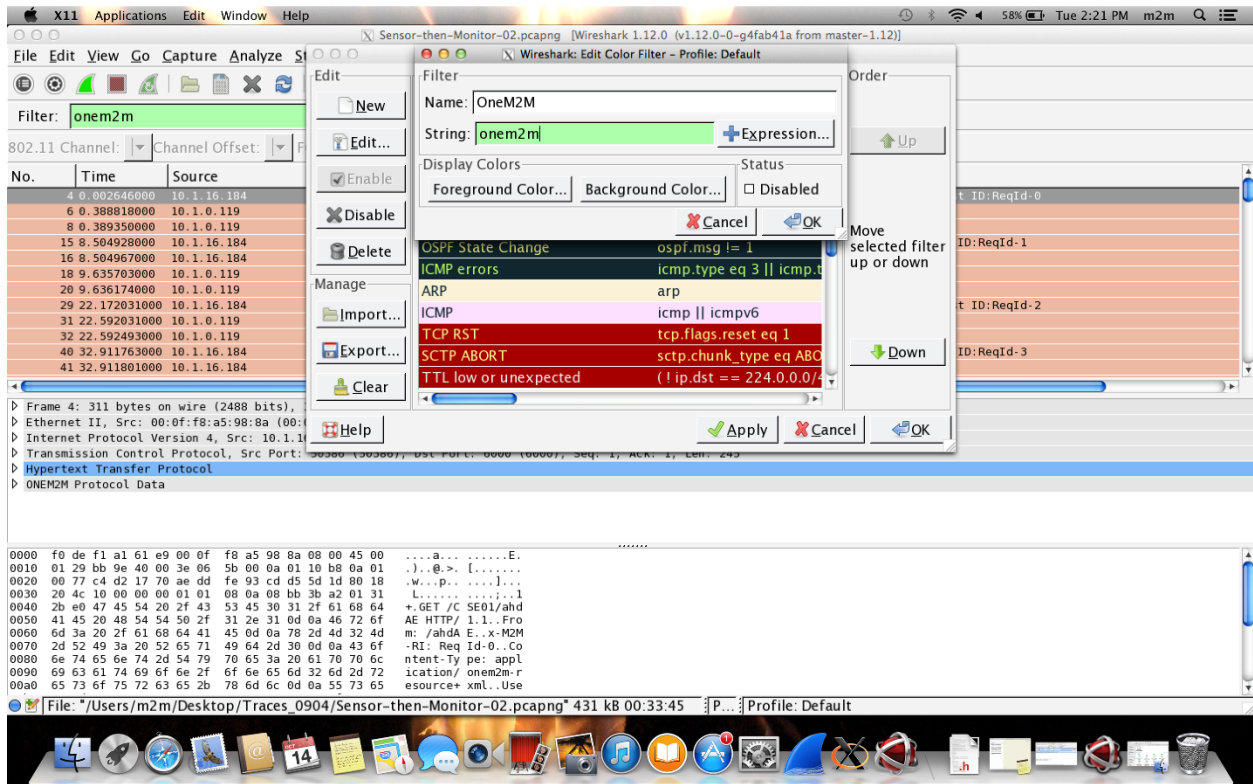 X11 Applications Edit Window Help 58% Tue 2:21 PM m2m
Sensor-then-Monitor-02.pcapng [Wireshark 1.12.0 (v1.12.0-0-g4fab41a from master-1.12)]
File Edit View Go Capture Analyze
Filter: onem2m
802.11 Channel: Channel Offset:
No. Time Source
4 0.002646000 10.1.16.184 t ID:ReqId-0
6 0.388818000 10.1.0.119
8 0.389350000 10.1.0.119
15 8.504928000 10.1.16.184 ID:ReqId-1
16 8.504965000 10.1.16.184
18 9.635703000 10.1.0.119
20 9.636174000 10.1.0.119
29 22.172031000 10.1.16.184 t ID:ReqId-2
31 22.592031000 10.1.0.119
32 22.592493000 10.1.0.119
40 32.911763000 10.1.16.184 ID:ReqId-3
41 32.911801000 10.1.16.184
Edit
New
Edit...
Enable
Disable
Delete
Manage
Import...
Export...
Clear
Help
Wireshark: Edit Color Filter - Profile: Default
Filter
Name: OneM2M
String: onem2m Expression...
Display Colors
Foreground Color... Background Color...
Status
Disabled
Cancel OK
OSPF State Change ospf.msg != 1
ICMP errors icmp.type eq 3 || icmp.t
ARP arp
ICMP icmp || icmpv6
TCP RST tcp.flags.reset eq 1
SCTP ABORT sctp.chunk_type eq ABO
TTL low or unexpected ( ! ip.dst == 224.0.0.0/4
Order
Up
Move
selected filter
up or down
Down
Apply Cancel OK
Frame 4: 311 bytes on wire (2488 bits),
Ethernet II, Src: 00:0f:f8:a5:98:8a (00:
Internet Protocol Version 4, Src: 10.1.1
Transmission Control Protocol, Src Port: 50386 (50386), Dst Port: 6000 (6000), Seq: 1, Ack: 1, Len: 245
Hypertext Transfer Protocol
ONEM2M Protocol Data
0000 f0 de f1 a1 61 e9 00 0f f8 a5 98 8a 08 00 45 00 ....a... ......E.
0010 01 29 bb 9e 40 00 3e 06 5b 00 0a 01 10 b8 0a 01 .)..@.>. [.......
0020 00 77 c4 d2 17 70 ae dd fe 93 cd d5 5d 1d 80 18 .w...p.. ....]...
0030 20 4c 10 00 00 00 01 01 08 0a 08 bb 3b a2 01 31 L...... ....;..1
0040 2b e0 47 45 54 20 2f 43 53 45 30 31 2f 61 68 64 +.GET /C SE01/ahd
0050 41 45 20 48 54 54 50 2f 31 2e 31 0d 0a 46 72 6f AE HTTP/ 1.1..Fro
0060 6d 3a 20 2f 61 68 64 41 45 0d 0a 78 2d 4d 32 4d m: /ahdA E..x-M2M
0070 2d 52 49 3a 20 52 65 71 49 64 2d 30 0d 0a 43 6f -RI: Req Id-0..Co
0080 6e 74 65 6e 74 2d 54 79 70 65 3a 20 61 70 70 6c ntent-Ty pe: appl
0090 69 63 61 74 69 6f 6e 2f 6f 6e 65 6d 32 6d 2d 72 ication/ onem2m-r
00a0 65 73 6f 75 72 63 65 2b 78 6d 6c 0d 0a 55 73 65 esource+ xml..Use
File: "/Users/m2m/Desktop/Traces_0904/Sensor-then-Monitor-02.pcapng" 431 kB 00:33:45 P... Profile: Default
14